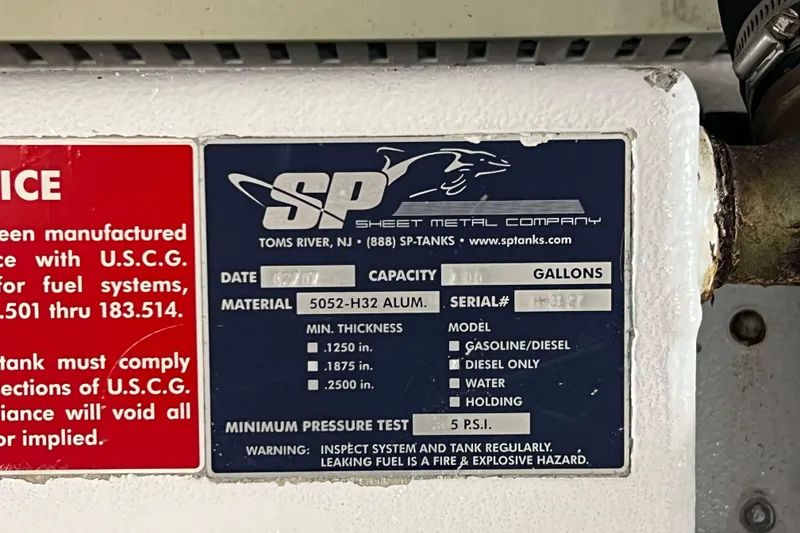 ICE
een manufactured
ce with U.S.C.G.
for fuel systems,
.501 thru 183.514.
tank must comply
ections of U.S.C.G.
iance will void all
or implied.
SP
SHEET METAL COMPANY
TOMS RIVER, NJ • (888) SP-TANKS • www.sptanks.com
DATE CAPACITY GALLONS
MATERIAL 5052-H32 ALUM. SERIAL#
MIN. THICKNESS
.1250 in.
.1875 in.
.2500 in.
MODEL
GASOLINE/DIESEL
DIESEL ONLY
WATER
HOLDING
MINIMUM PRESSURE TEST 5 P.S.I.
WARNING: INSPECT SYSTEM AND TANK REGULARLY.
LEAKING FUEL IS A FIRE & EXPLOSIVE HAZARD.